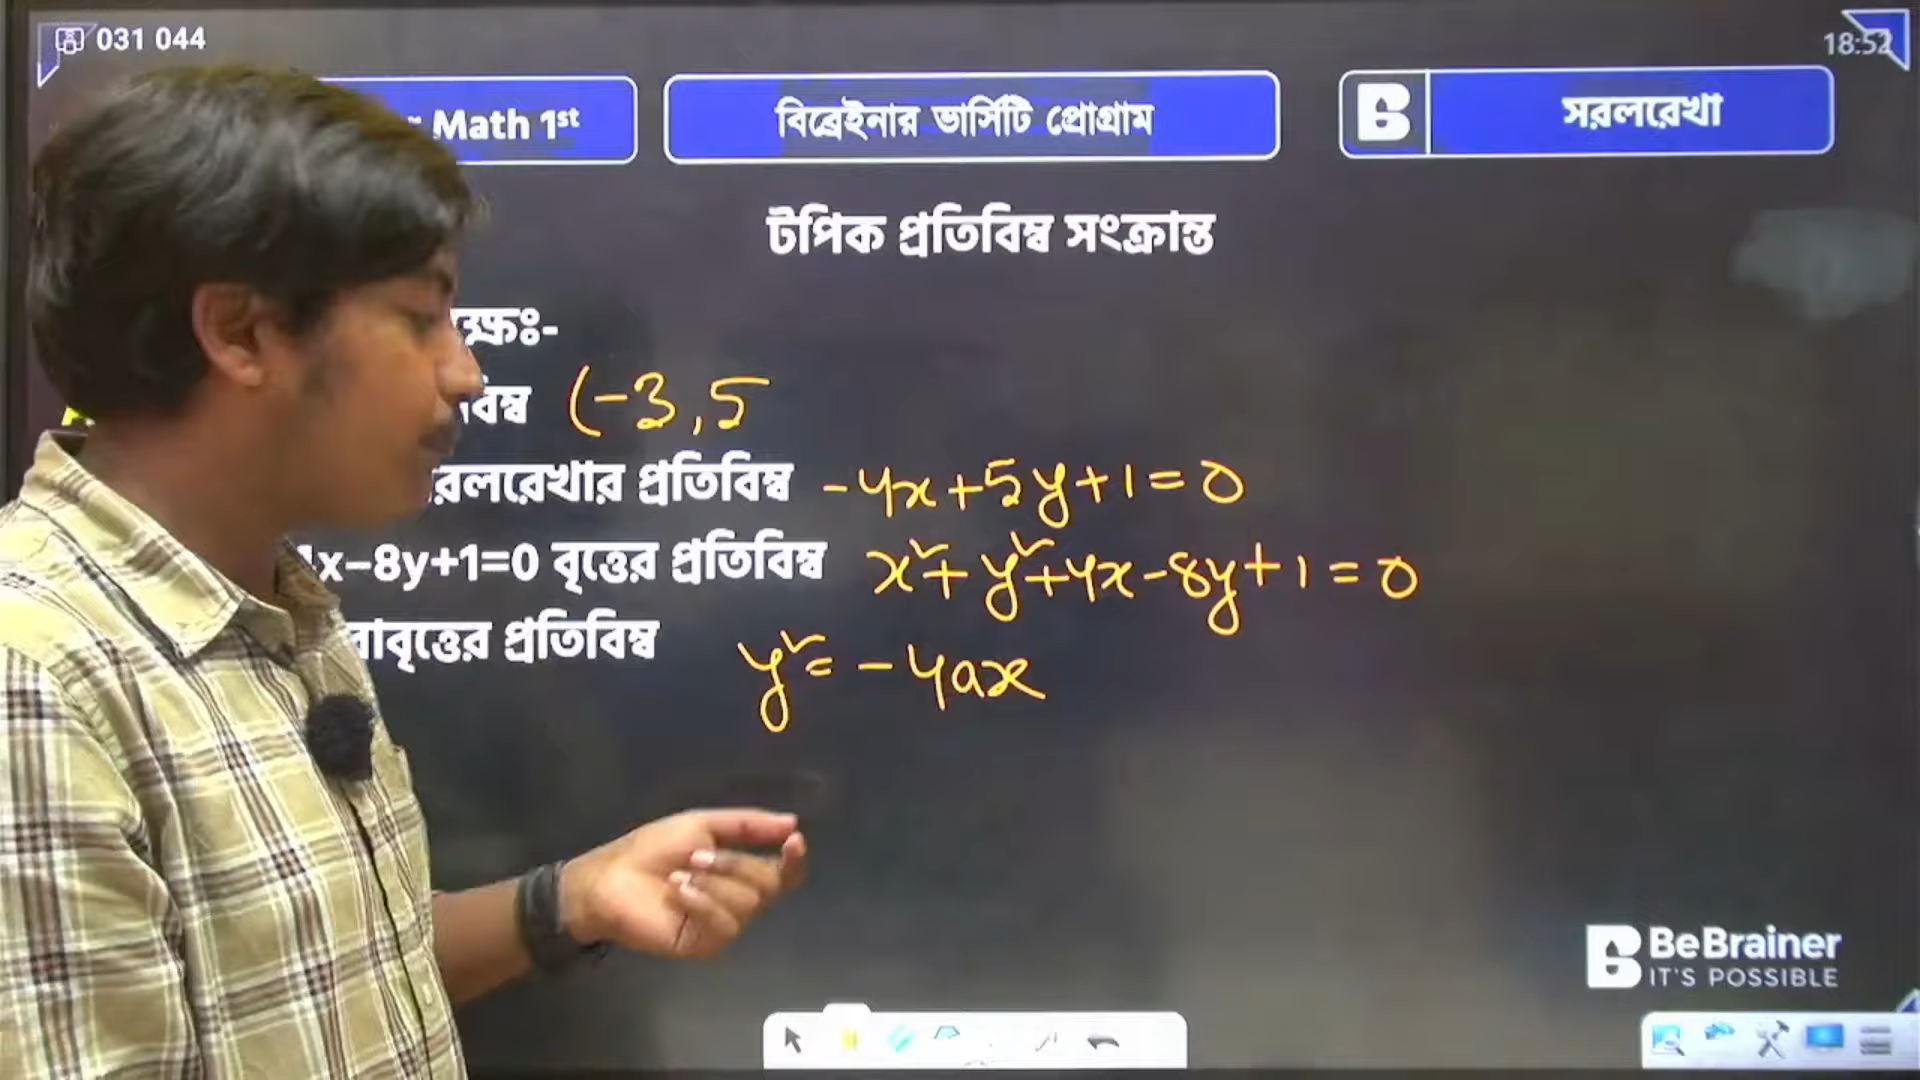 031 044
18:52
Math 1st
বিব্রেইনার ভার্সিটি প্রোগ্রাম
B
সরলরেখা
টপিক প্রতিবিম্ব সংক্রান্ত
(-3,5
রলরেখার প্রতিবিম্ব -4x+5y+1=0
x–8y+1=0 বৃত্তের প্রতিবিম্ব x²+y²+4x-8y+1=0
বৃত্তের প্রতিবিম্ব y²=-4ax
BeBrainer
IT'S POSSIBLE